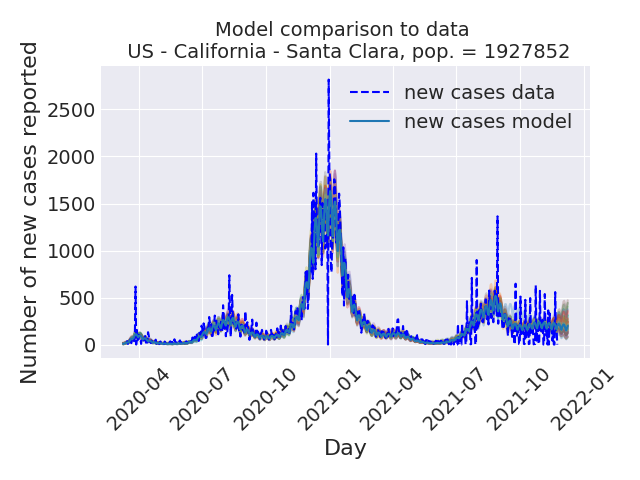 Model comparison to data
US - California - Santa Clara, pop. = 1927852
Number of new cases reported
2500
2000
1500
1000
500
0
new cases data
new cases model
2020-04
2020-07
2020-10
2021-01
2021-04
2021-07
2021-10
2022-01
Day